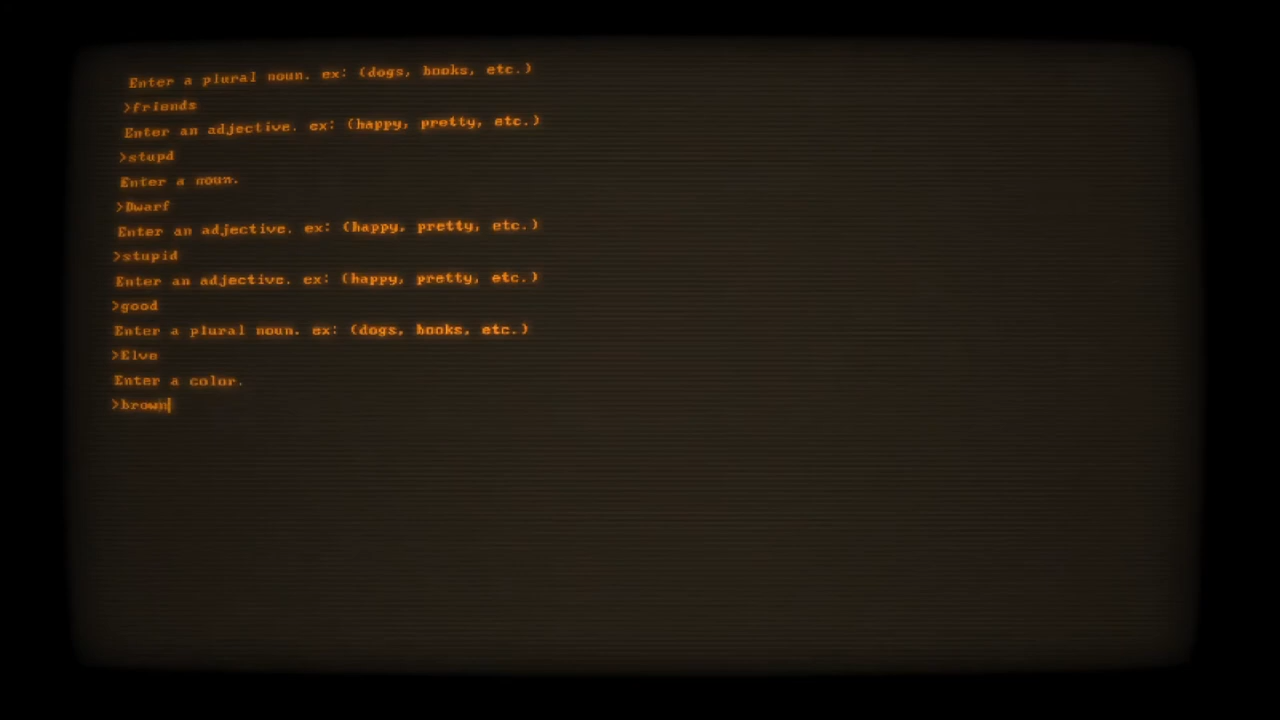 Enter a plural noun. ex: (dogs, books, etc.)
>friends
Enter an adjective. ex: (happy, pretty, etc.)
>stupd
Enter a noun.
>Dwarf
Enter an adjective. ex: (happy, pretty, etc.)
>stupid
Enter an adjective. ex: (happy, pretty, etc.)
>good
Enter a plural noun. ex: (dogs, books, etc.)
>Elve
Enter a color.
>brown